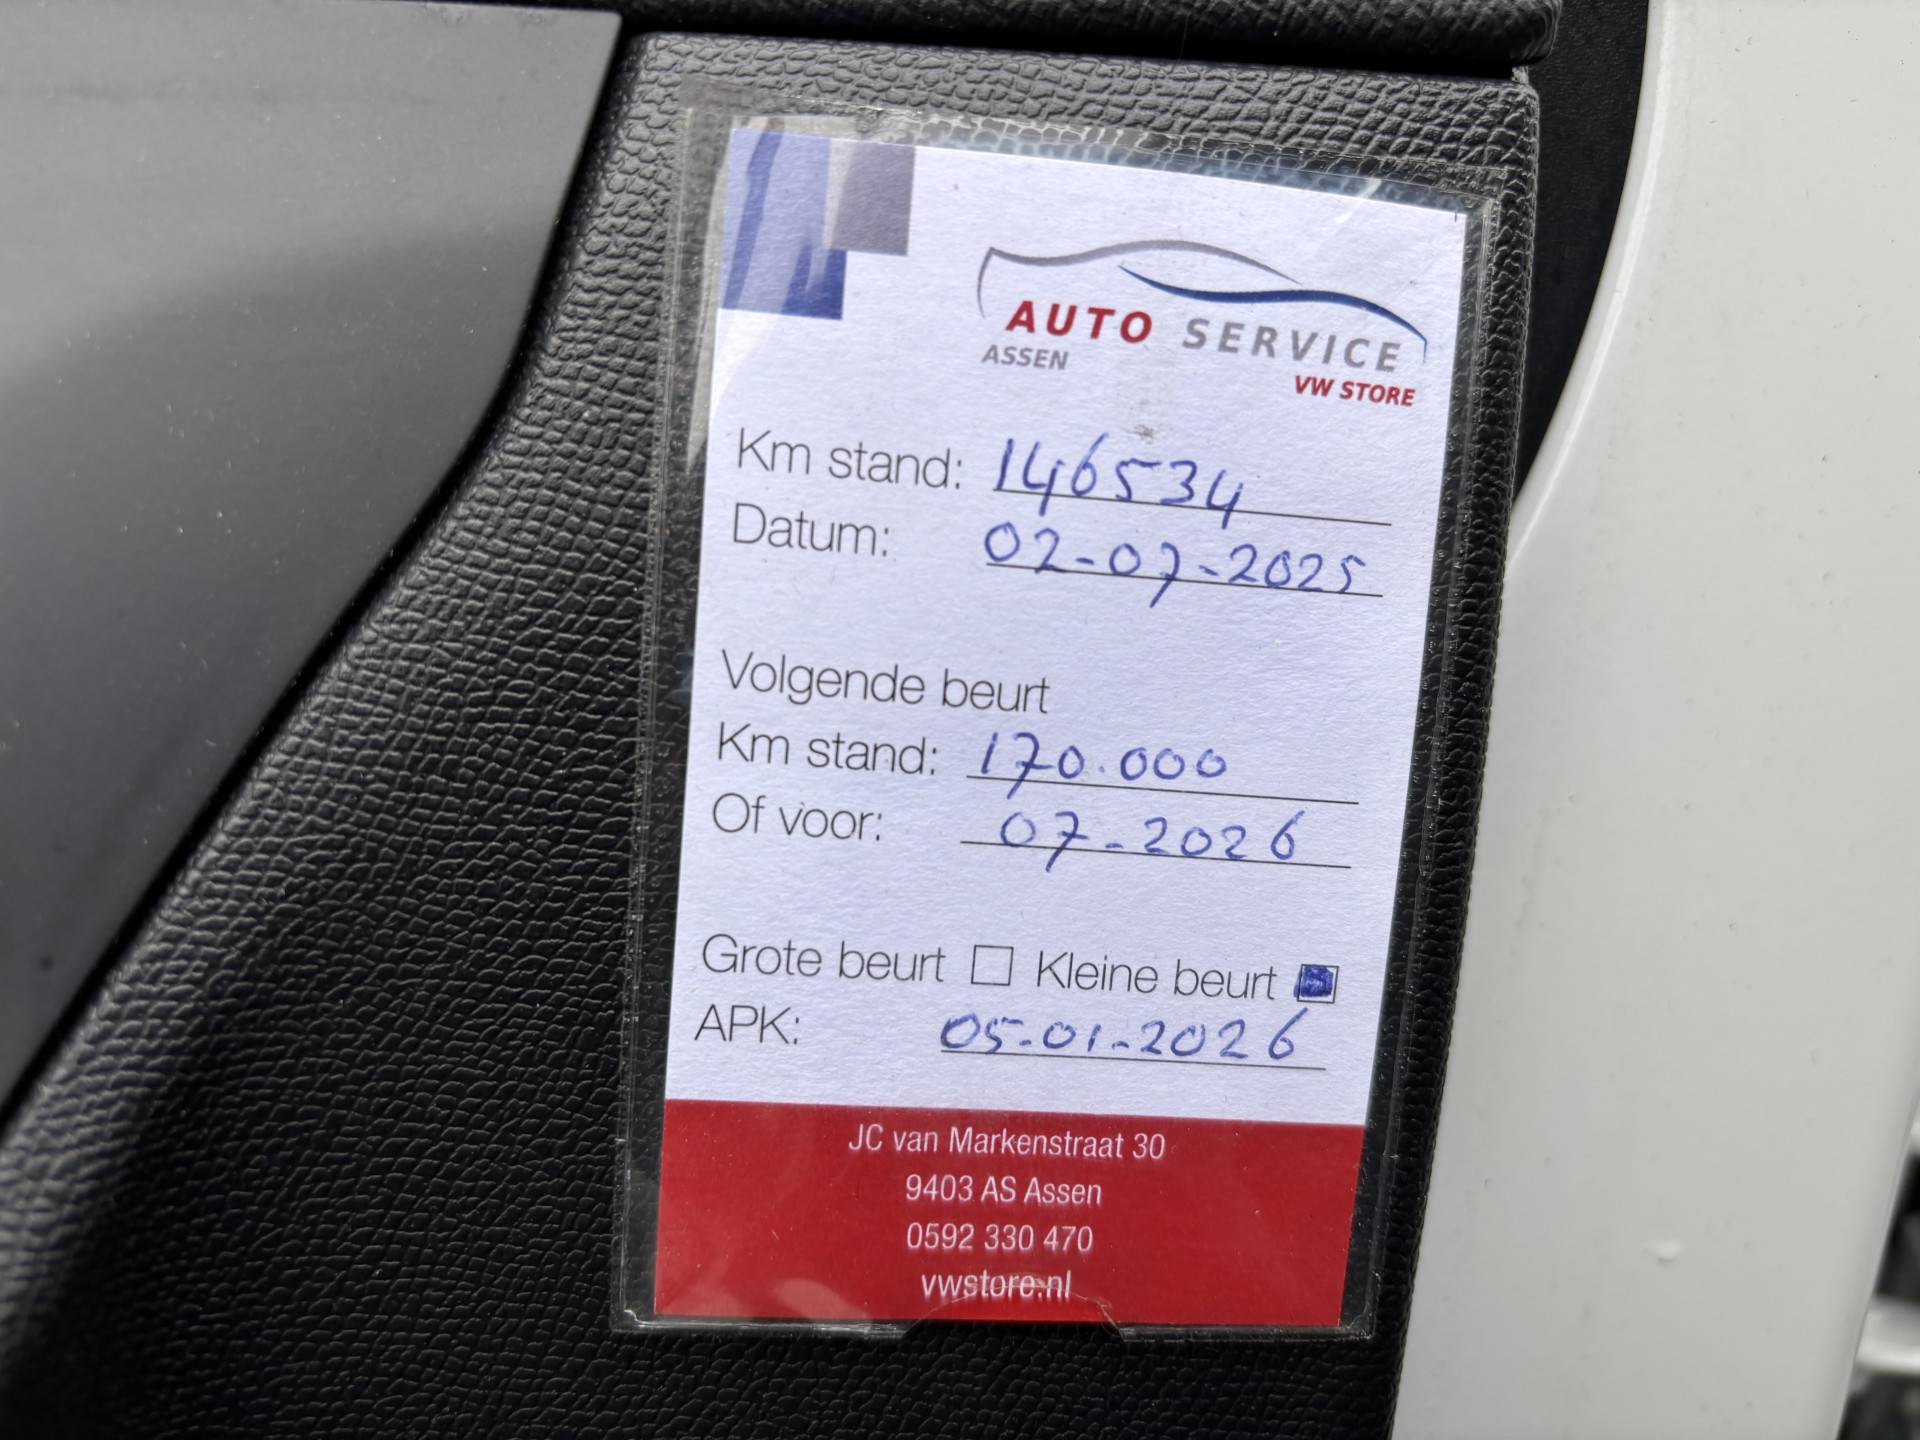 AUTO SERVICE
ASSEN
VW STORE
Km stand: 146534
Datum: 02-07-2025
Volgende beurt
Km stand: 170.000
Of voor: 07-2026
Grote beurt Kleine beurt
APK: 05-01-2026
JC van Markenstraat 30
9403 AS Assen
0592 330 470
vwstore.nl